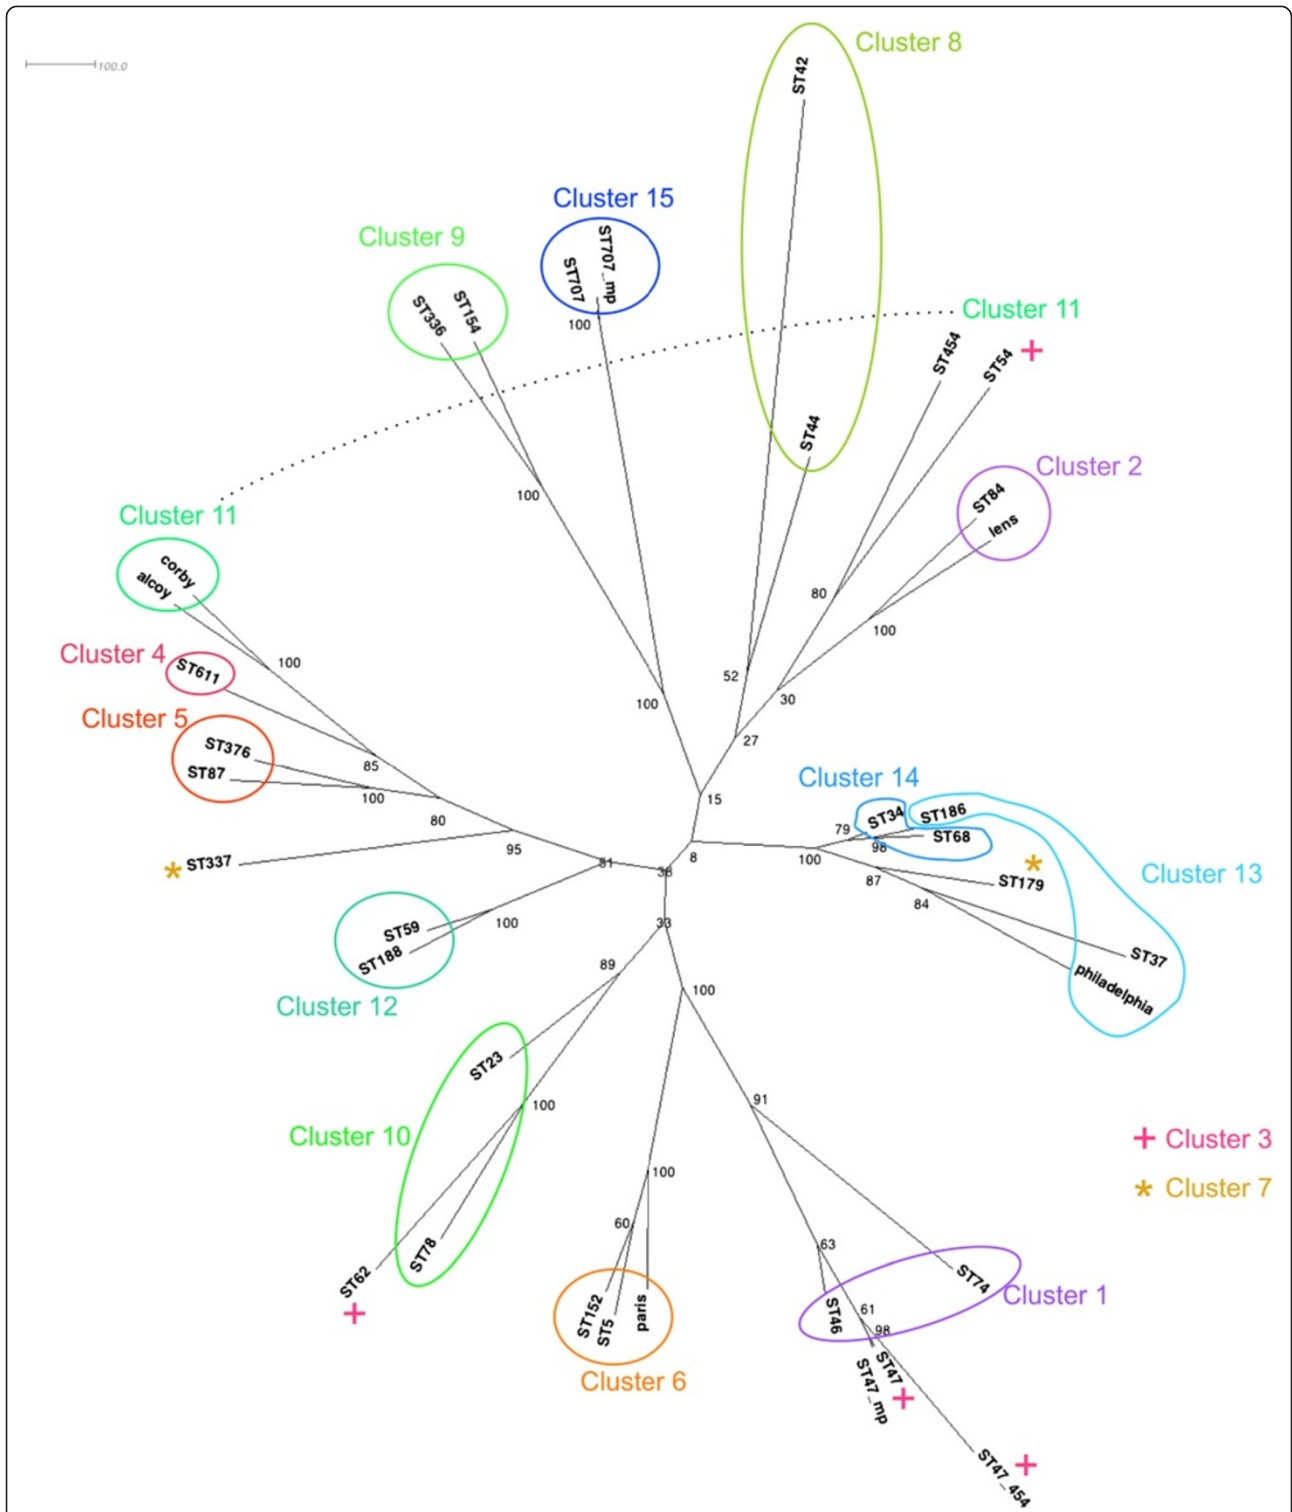 Cluster 8
100.0
ST42
Cluster 15
Cluster 9
ST707
ST707_mp
ST336
ST154
100
Cluster 11
ST454
ST54
+
ST44
Cluster 2
ST84
lens
100
Cluster 11
corby
alcoy
80
100
Cluster 4
ST611
100
52
30
100
Cluster 5
ST376
ST87
27
85
100
15
Cluster 14
ST34
ST186
79
ST68
98
80
95
8
100
ST337
*
51
38
87
*
ST179
Cluster 13
84
ST59
ST188
100
33
ST37
philadelphia
Cluster 12
89
100
ST23
100
91
Cluster 10
+ Cluster 3
100
* Cluster 7
60
63
ST78
ST62
+
ST74
Cluster 1
ST152
ST5
paris
ST46
61
98
Cluster 6
ST47
ST47_mp
+
ST47_454
+